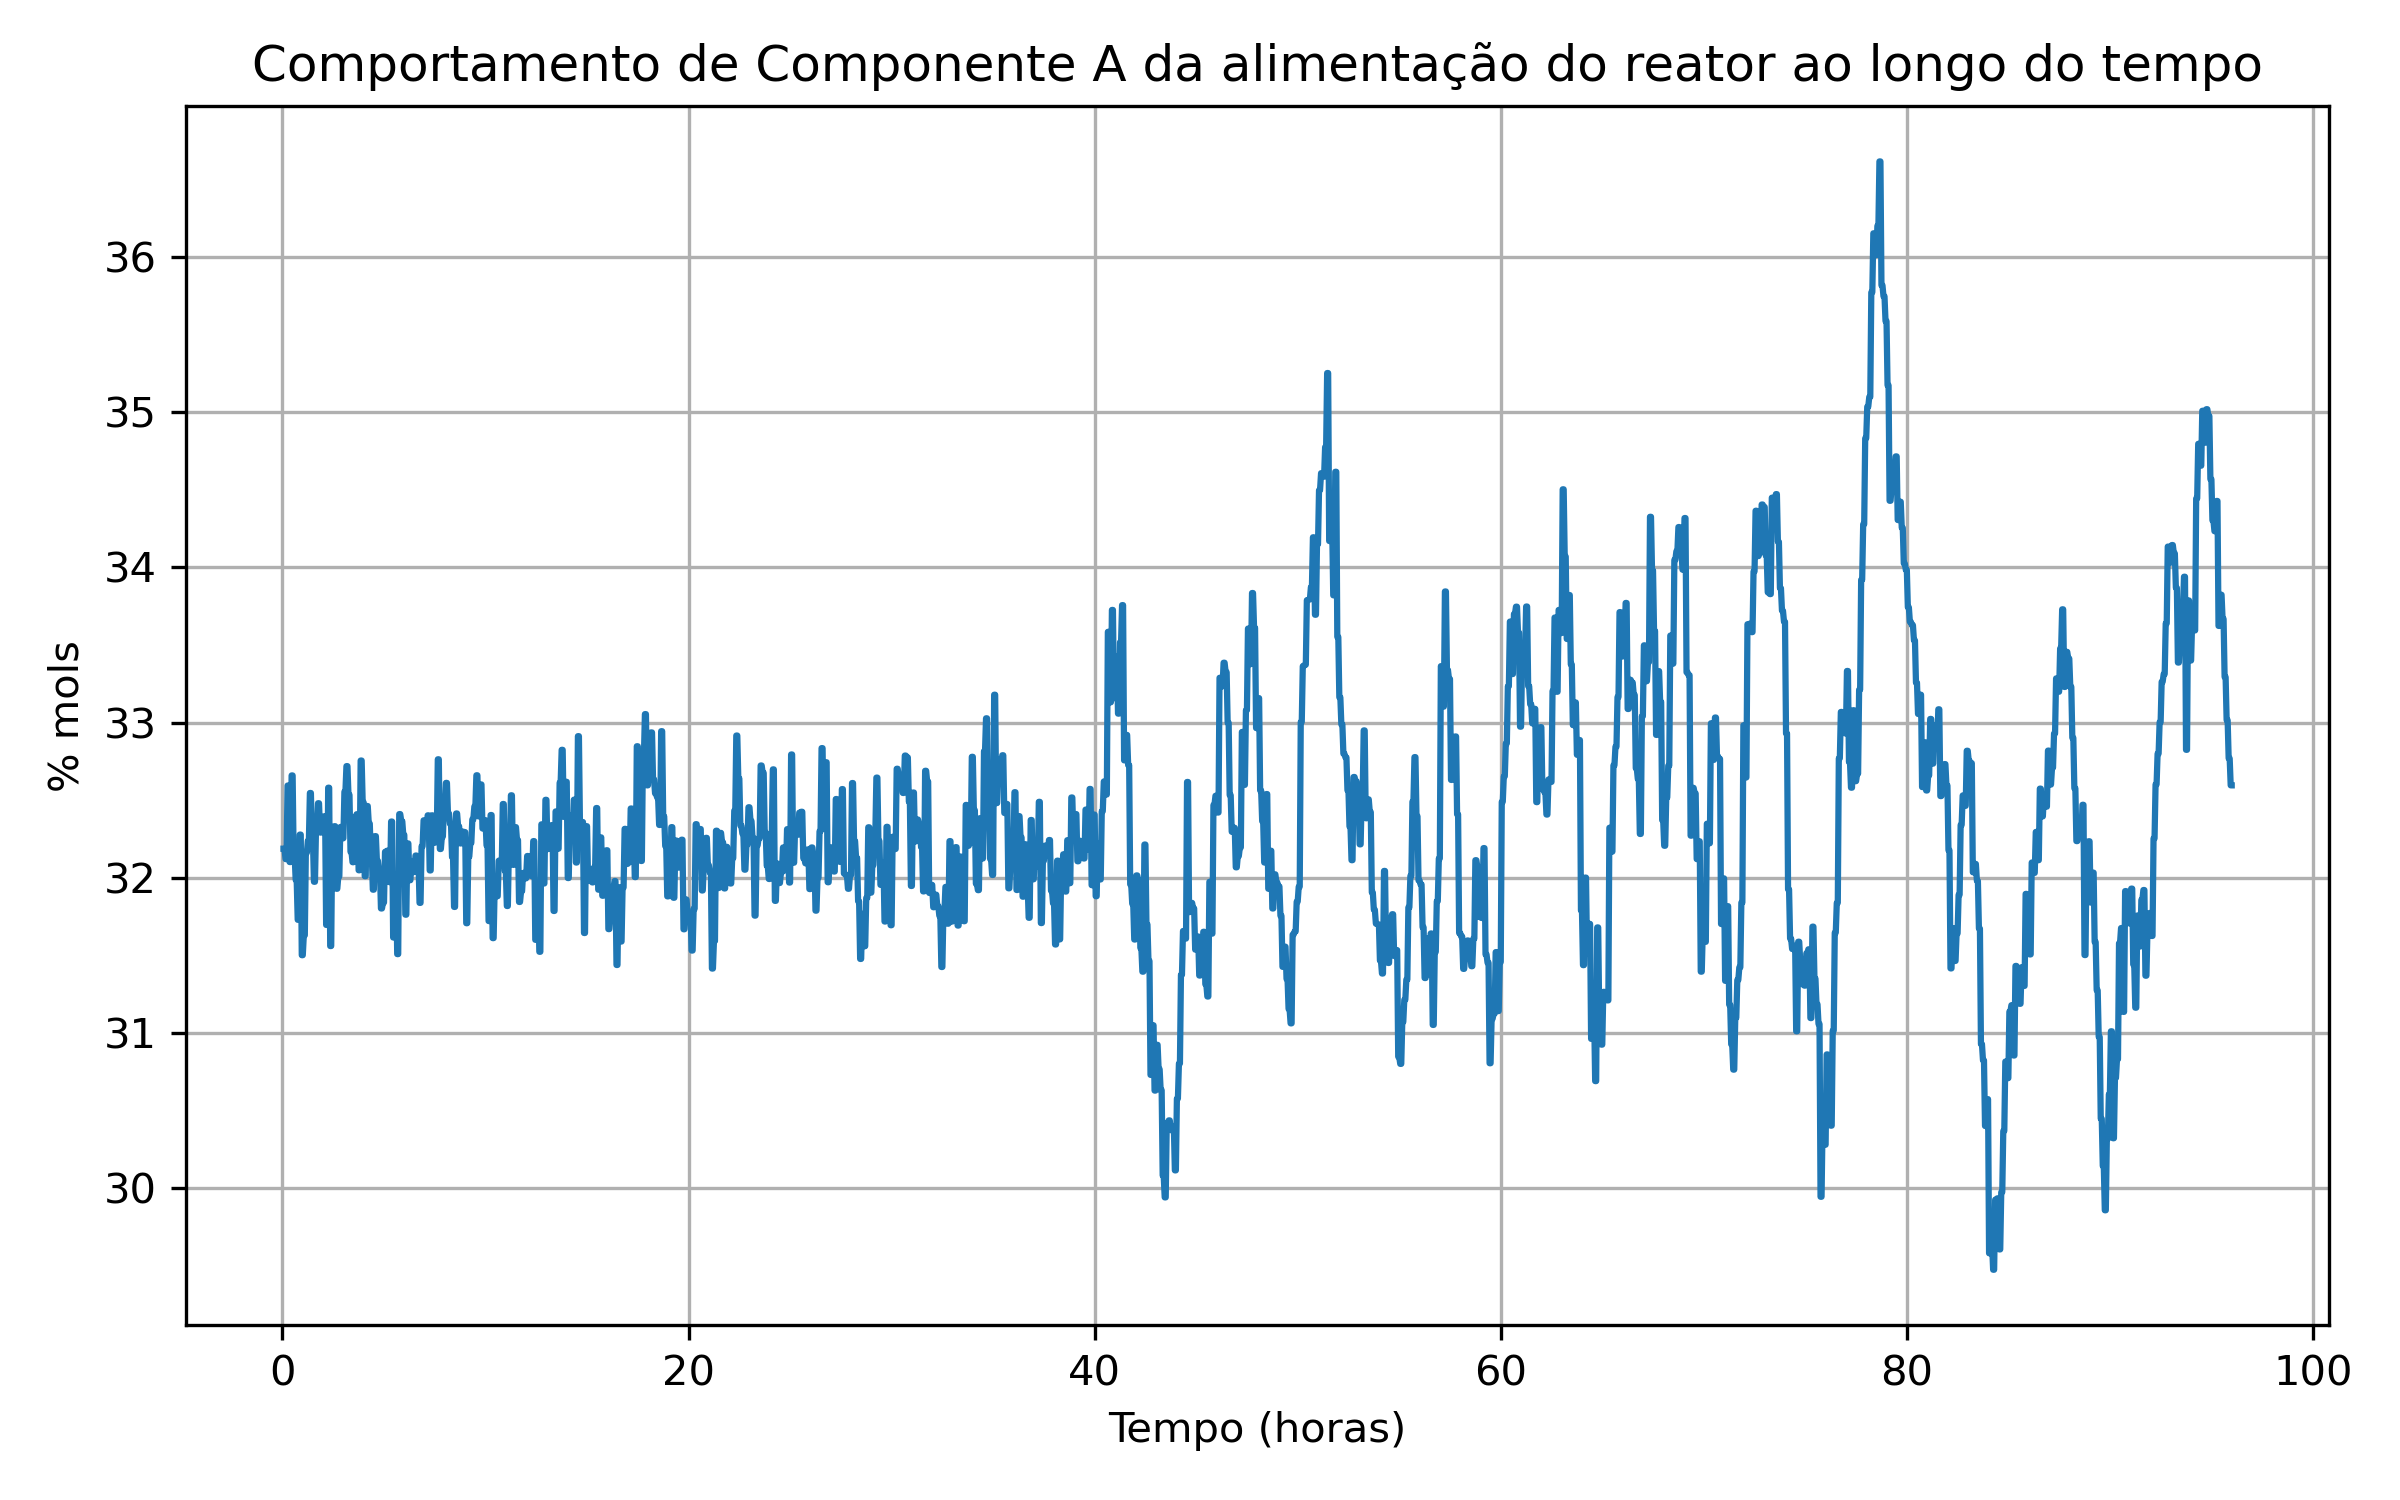 Comportamento de Componente A da alimentação do reator ao longo do tempo
% mols
36
35
34
33
32
31
30
0 20 40 60 80 100
Tempo (horas)